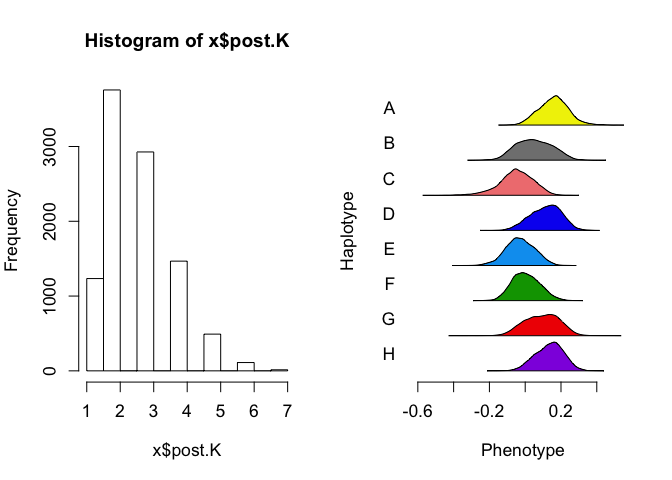 Histogram of x$post.K
Frequency
0
1000
2000
3000
1 2 3 4 5 6 7
x$post.K
Haplotype
A
B
C
D
E
F
G
H
-0.6 -0.2 0.2
Phenotype